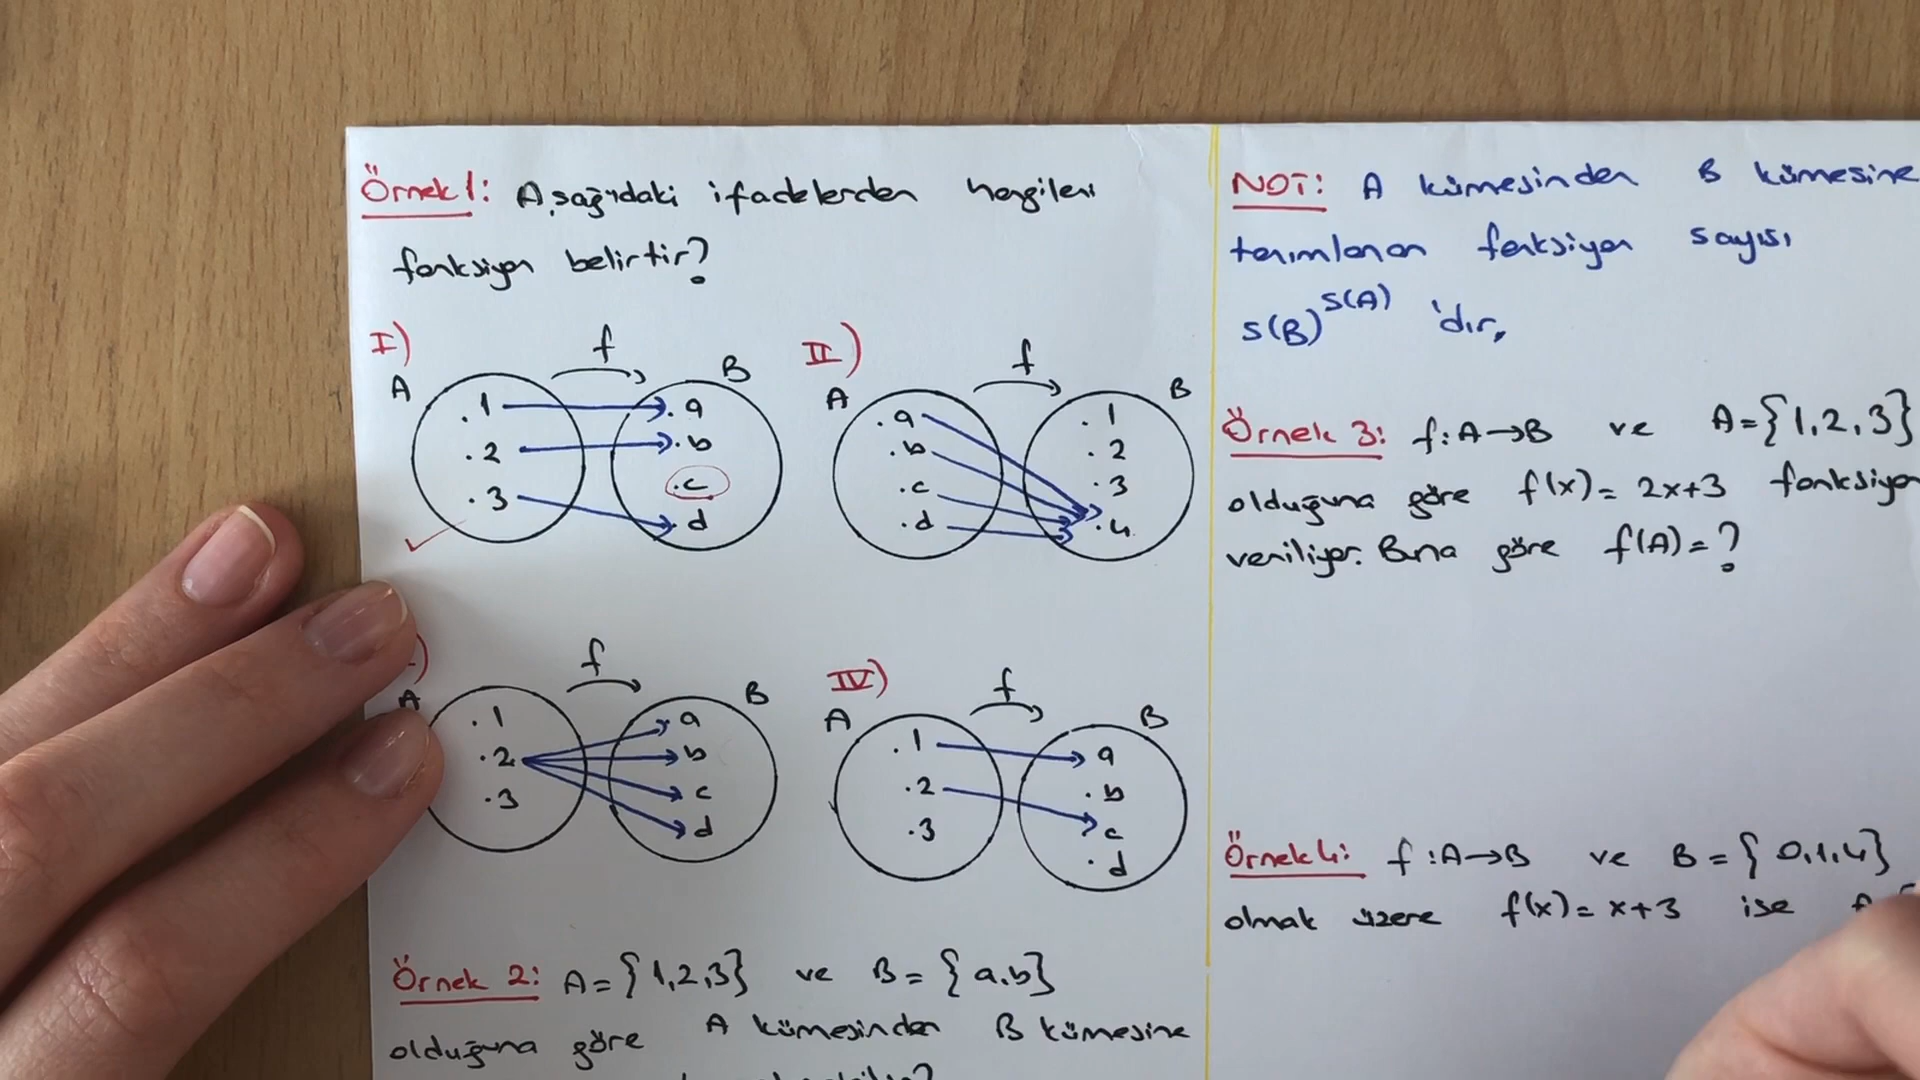 Örnek 1: Aşağıdaki ifadelerden hangileri
fonksiyon belirtir?
I)
f
A
B
.1
.2
.3
.a
.b
.c
d
II)
f
A
B
.a
.b
.c
.d
.1
.2
.3
.4
)
f
A
B
.1
.2
.3
a
b
c
d
IV)
f
A
B
.1
.2
.3
a
.b
c
.d
Örnek 2: A={1,2,3} ve B={a,b}
olduğuna göre A kümesinden B kümesine
NOT: A kümesinden B kümesine
tanımlanan fonksiyon sayısı
s(B)^s(A) 'dır.
Örnek 3: f:A→B ve A={1,2,3}
olduğuna göre f(x)=2x+3 fonksiyon
veriliyor. Buna göre f(A)=?
Örnek 4: f:A→B ve B={0,1,4}
olmak üzere f(x)=x+3 ise